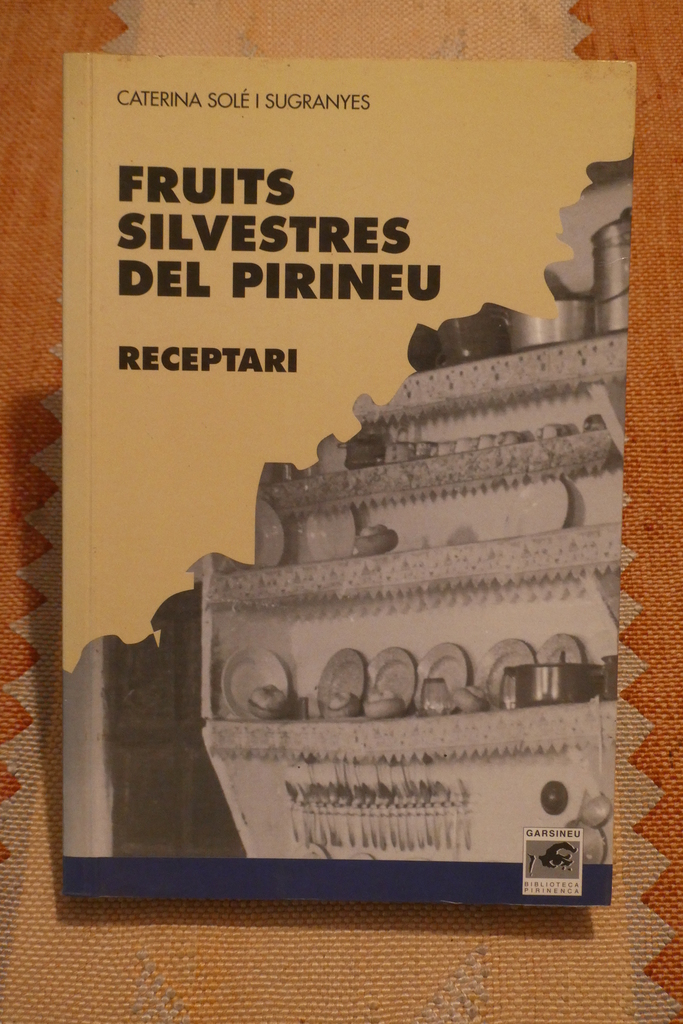 CATERINA SOLÉ I SUGRANYES
FRUITS
SILVESTRES
DEL PIRINEU
RECEPTARI
GARSINEU
BIBLIOTECA
PIRINENCA